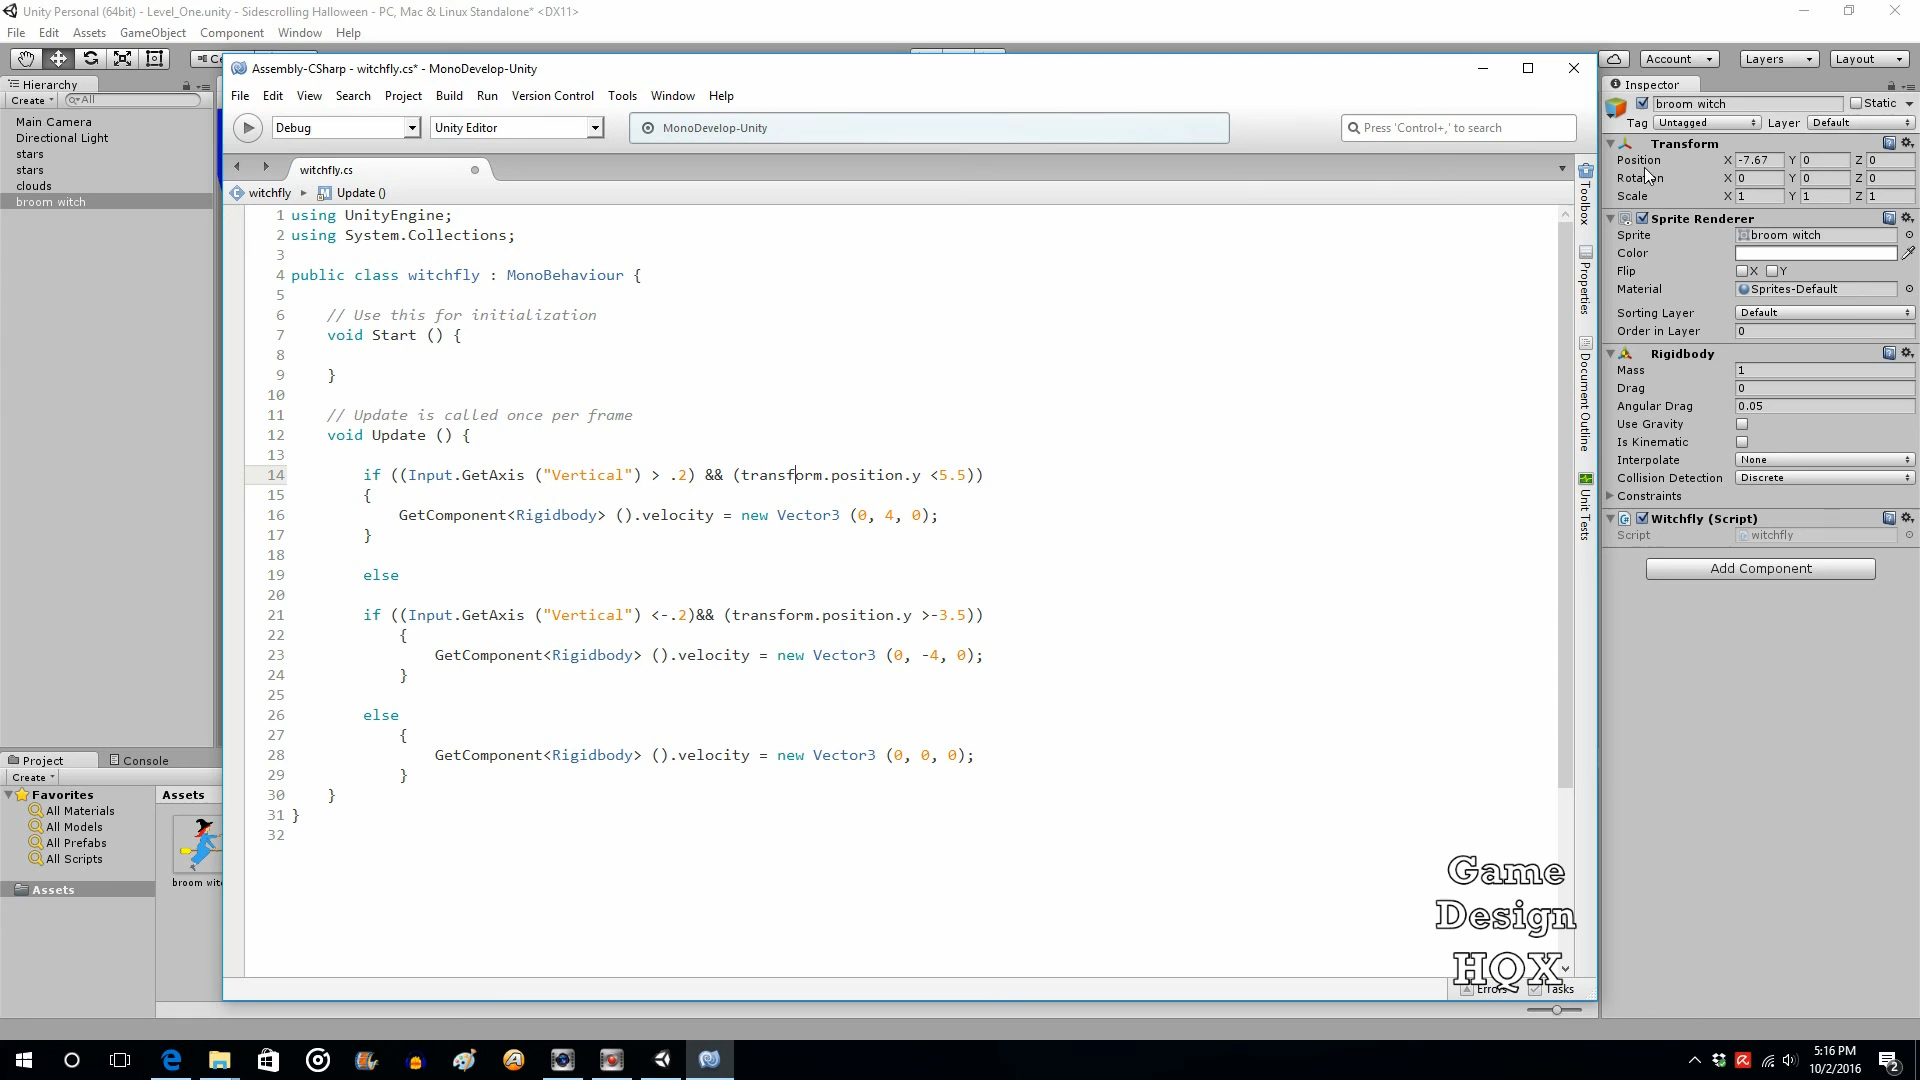 Unity Personal (64bit) - Level_One.unity - Sidescrolling Halloween - PC, Mac & Linux Standalone* <DX11>
File Edit Assets GameObject Component Window Help
Account Layers Layout
Assembly-CSharp - witchfly.cs* - MonoDevelop-Unity
File Edit View Search Project Build Run Version Control Tools Window Help
Debug Unity Editor MonoDevelop-Unity Press 'Control+,' to search
witchfly.cs
witchfly Update ()
1 using UnityEngine;
2 using System.Collections;
3
4 public class witchfly : MonoBehaviour {
5
6 // Use this for initialization
7 void Start () {
8
9 }
10
11 // Update is called once per frame
12 void Update () {
13
14 if ((Input.GetAxis ("Vertical") > .2) && (transform.position.y <5.5))
15 {
16 GetComponent<Rigidbody> ().velocity = new Vector3 (0, 4, 0);
17 }
18
19 else
20
21 if ((Input.GetAxis ("Vertical") <-.2)&& (transform.position.y >-3.5))
22 {
23 GetComponent<Rigidbody> ().velocity = new Vector3 (0, -4, 0);
24 }
25
26 else
27 {
28 GetComponent<Rigidbody> ().velocity = new Vector3 (0, 0, 0);
29 }
30 }
31 }
32
Errors Tasks
Toolbox
Properties
Document Outline
Unit Tests
Hierarchy
Create All
Main Camera
Directional Light
stars
stars
clouds
broom witch
Project Console
Create
Favorites
All Materials
All Models
All Prefabs
All Scripts
Assets
Assets
broom wit
Inspector
broom witch Static
Tag Untagged Layer Default
Transform
Position X -7.67 Y 0 Z 0
Rotation X 0 Y 0 Z 0
Scale X 1 Y 1 Z 1
Sprite Renderer
Sprite broom witch
Color
Flip X Y
Material Sprites-Default
Sorting Layer Default
Order in Layer 0
Rigidbody
Mass 1
Drag 0
Angular Drag 0.05
Use Gravity
Is Kinematic
Interpolate None
Collision Detection Discrete
Constraints
Witchfly (Script)
Script witchfly
Add Component
Game
Design
HQX
5:16 PM
10/2/2016
2